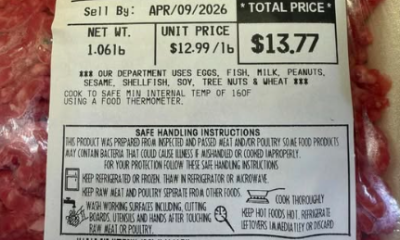 Sell By: APR/09/2026
* TOTAL PRICE *
NET WT. UNIT PRICE
1.06lb $12.99/lb $13.77
*** OUR DEPARTMENT USES EGGS, FISH, MILK, PEANUTS,
SESAME, SHELLFISH, SOY, TREE NUTS & WHEAT ***
COOK TO SAFE MIN INTERNAL TEMP OF 160F
USING A FOOD THERMOMETER.
SAFE HANDLING INSTRUCTIONS
THIS PRODUCT WAS PREPARED FROM INSPECTED AND PASSED MEAT AND/OR POULTRY. SOME FOOD PRODUCTS
MAY CONTAIN BACTERIA THAT COULD CAUSE ILLNESS IF MISHANDLED OR COOKED IMPROPERLY.
FOR YOUR PROTECTION FOLLOW THESE SAFE HANDLING INSTRUCTIONS
KEEP REFRIGERATED OR FROZEN. THAW IN REFRIGERATOR OR MICROWAVE.
KEEP RAW MEAT AND POULTRY SEPARATE FROM OTHER FOODS.
COOK THOROUGHLY
WASH WORKING SURFACES INCLUDING, CUTTING
BOARDS, UTENSILS AND HANDS AFTER TOUCHING
RAW MEAT OR POULTRY.
KEEP HOT FOODS HOT. REFRIGERATE
LEFTOVERS IMMEDIATELY OR DISCARD